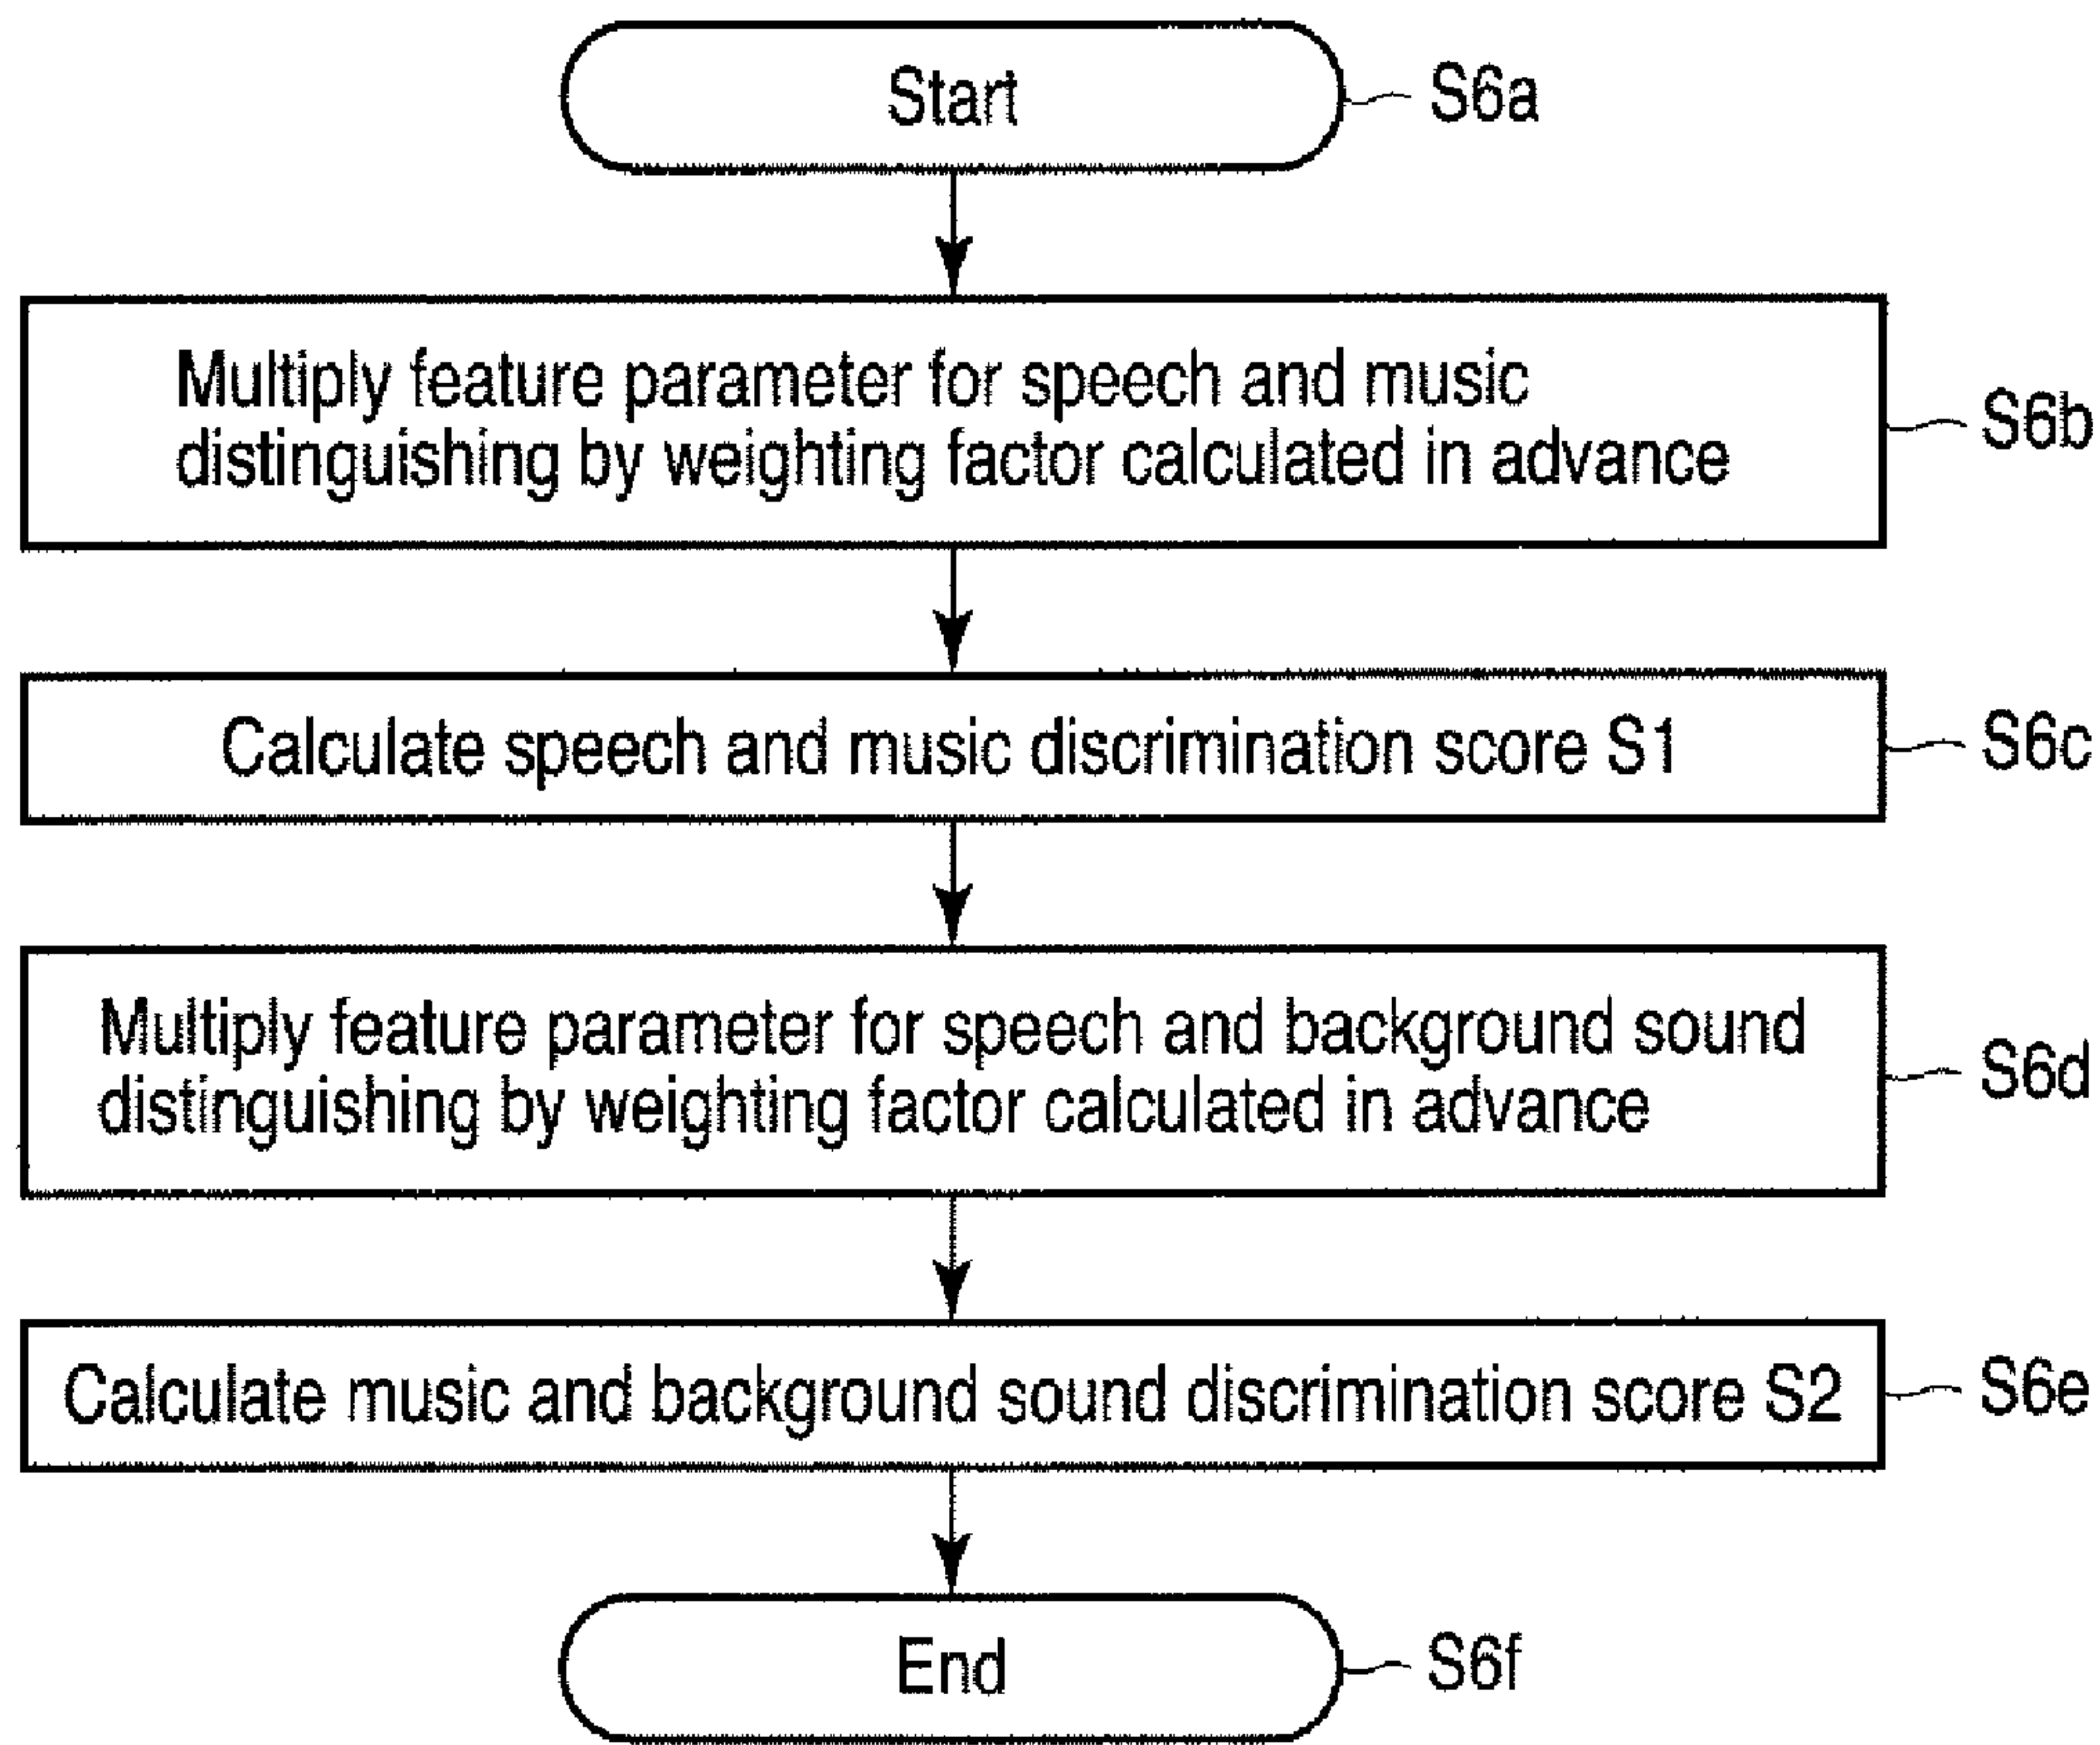 Start
S6a
Multiply feature parameter for speech and music
distinguishing by weighting factor calculated in advance
S6b
Calculate speech and music discrimination score S1
S6c
Multiply feature parameter for speech and background sound
distinguishing by weighting factor calculated in advance
S6d
Calculate music and background sound discrimination score S2
S6e
End
S6f